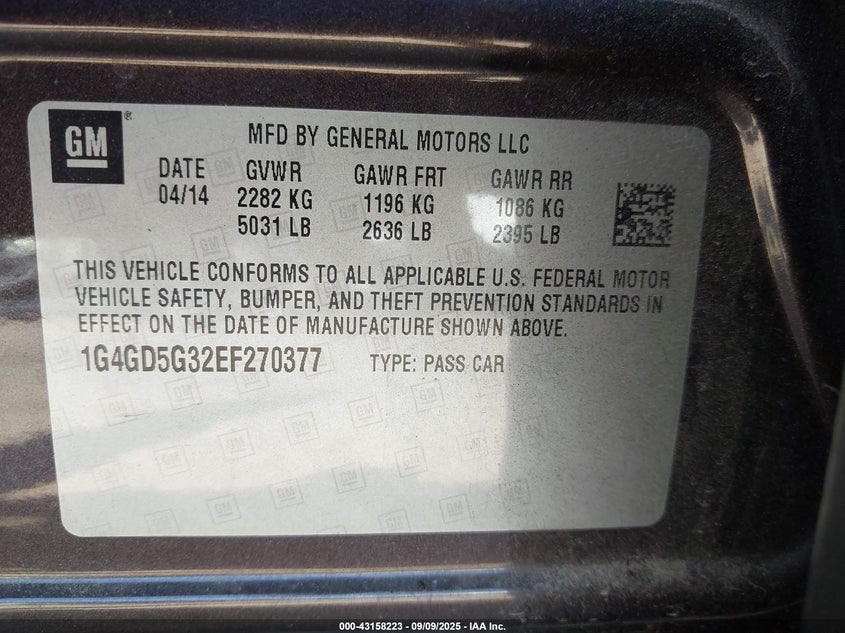 GM ®
MFD BY GENERAL MOTORS LLC
DATE GVWR GAWR FRT GAWR RR
04/14 2282 KG 1196 KG 1086 KG
5031 LB 2636 LB 2395 LB
THIS VEHICLE CONFORMS TO ALL APPLICABLE U.S. FEDERAL MOTOR
VEHICLE SAFETY, BUMPER, AND THEFT PREVENTION STANDARDS IN
EFFECT ON THE DATE OF MANUFACTURE SHOWN ABOVE.
1G4GD5G32EF270377 TYPE: PASS CAR
000-43158223 - 09/09/2025 - IAA Inc.